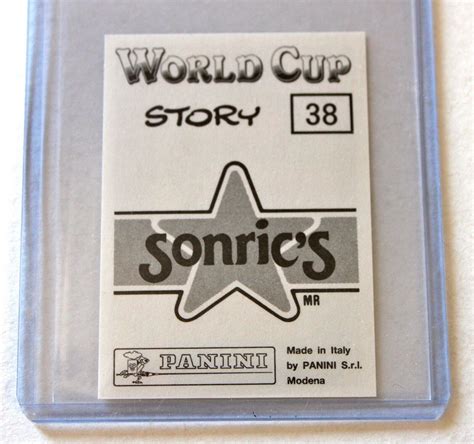 WORLD CUP
STORY 38
Sonric's
MR
PANINI
Made in Italy
by PANINI S.r.l.
Modena